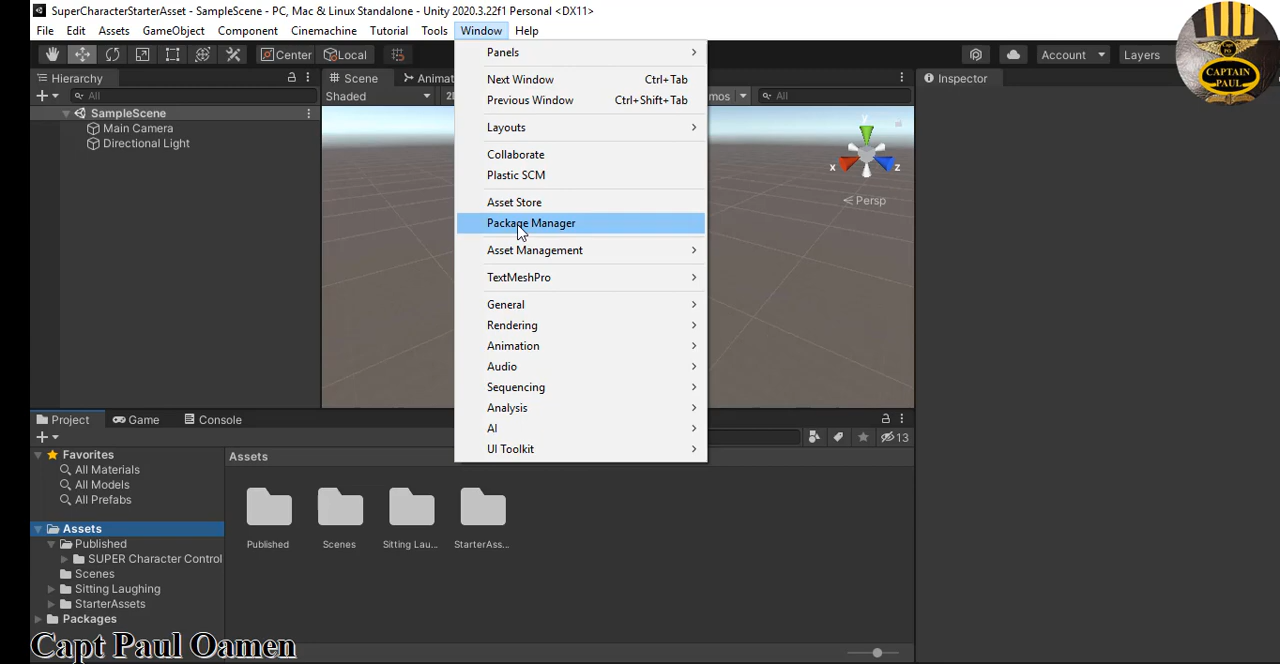 SuperCharacterStarterAsset - SampleScene - PC, Mac & Linux Standalone - Unity 2020.3.22f1 Personal <DX11>
File Edit Assets GameObject Component Cinemachine Tutorial Tools Window Help
Center Local Account Layers
Hierarchy
All
SampleScene
Main Camera
Directional Light
Scene Animat
Shaded 2D mos All
y
x z
Persp
Inspector
CAPTAIN
PAUL
Panels
Next Window Ctrl+Tab
Previous Window Ctrl+Shift+Tab
Layouts
Collaborate
Plastic SCM
Asset Store
Package Manager
Asset Management
TextMeshPro
General
Rendering
Animation
Audio
Sequencing
Analysis
AI
UI Toolkit
Project Game Console
13
Favorites
All Materials
All Models
All Prefabs
Assets
Published
SUPER Character Control
Scenes
Sitting Laughing
StarterAssets
Packages
Assets
Published Scenes Sitting Lau... StarterAss...
Capt Paul Oamen